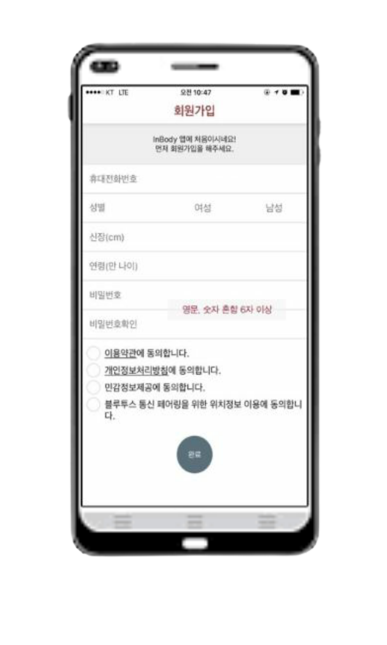 KT LTE 오전 10:47
회원가입
InBody 앱에 처음이시네요!
먼저 회원가입을 해주세요.
휴대전화번호
성별 여성 남성
신장(cm)
연령(만 나이)
비밀번호
영문, 숫자 혼합 6자 이상
비밀번호확인
이용약관에 동의합니다.
개인정보처리방침에 동의합니다.
민감정보제공에 동의합니다.
블루투스 통신 페어링을 위한 위치정보 이용에 동의합니
다.
완료